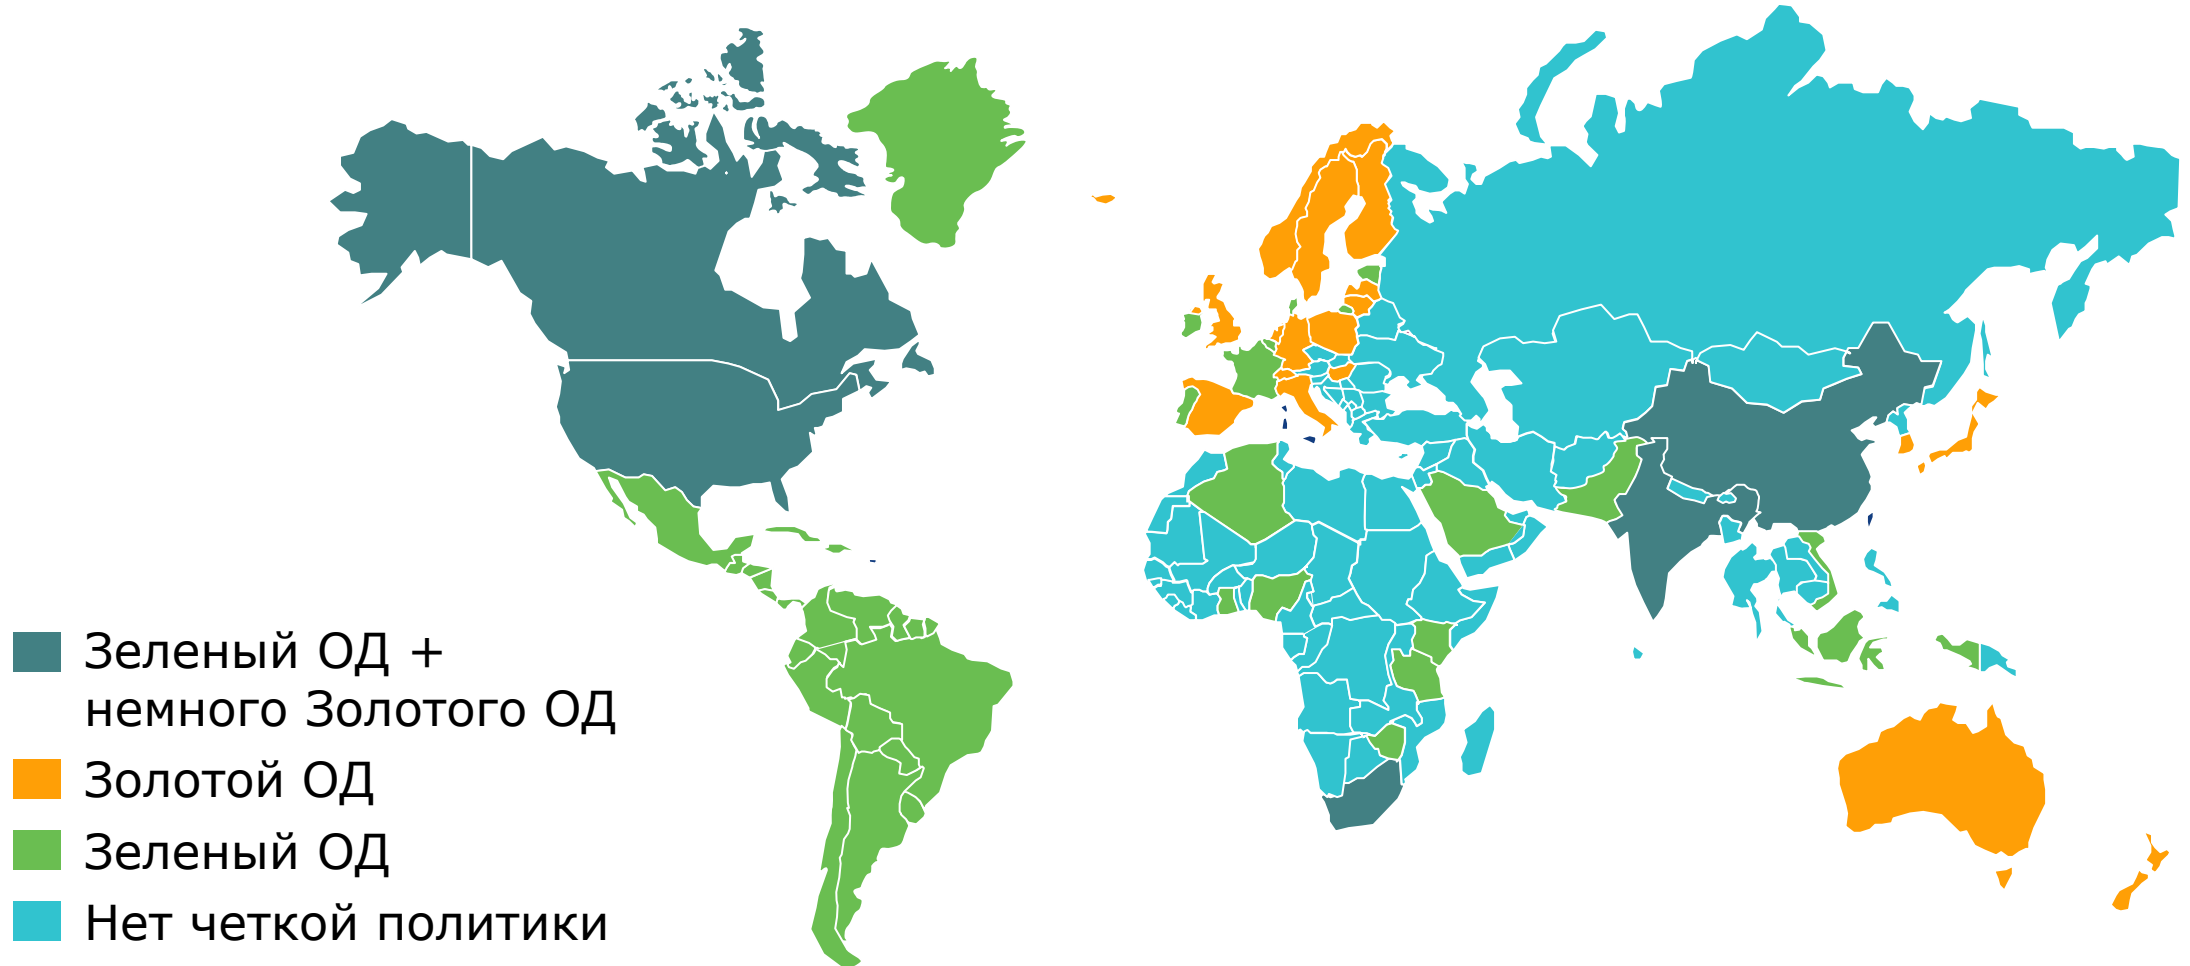 Зеленый ОД +
немного Золотого ОД
Золотой ОД
Зеленый ОД
Нет четкой политики